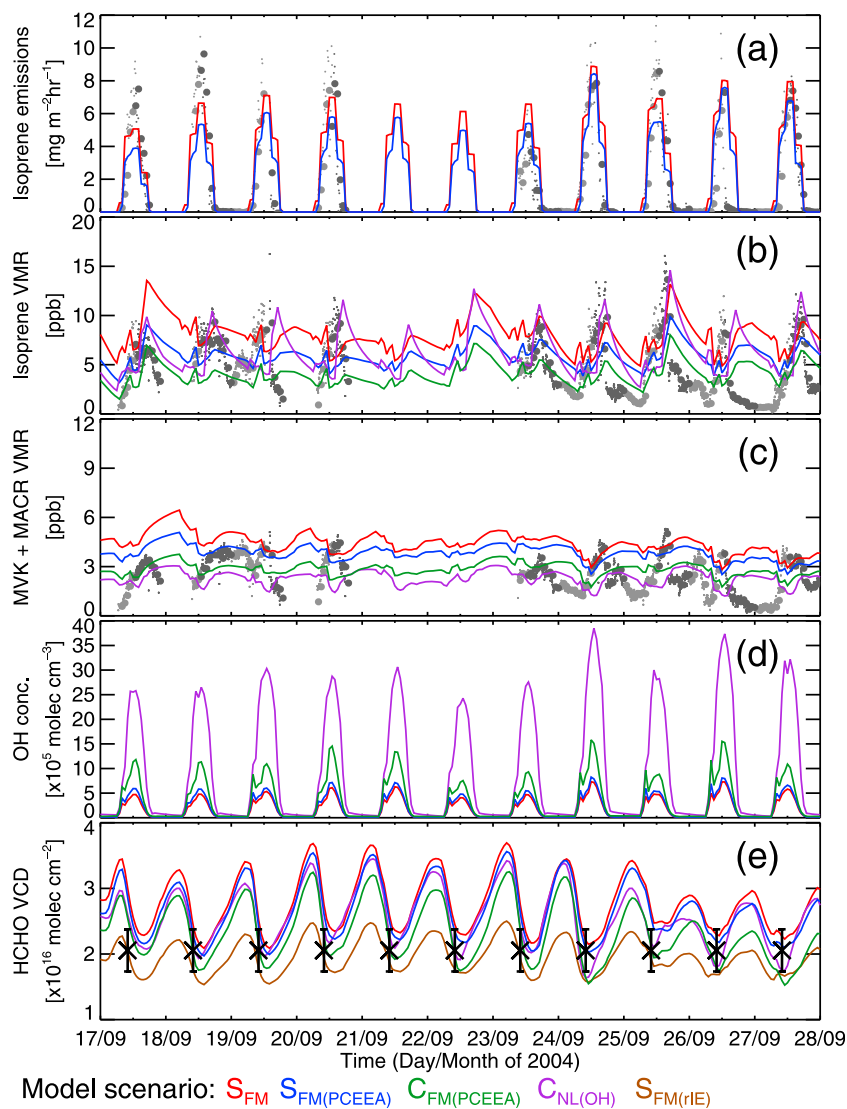 (a)
Isoprene emissions
[mg m⁻²hr⁻¹]
12
10
8
6
4
2
0
(b)
Isoprene VMR
[ppb]
20
15
10
5
0
(c)
MVK + MACR VMR
[ppb]
12
9
6
3
0
(d)
OH conc.
[x10⁵ molec cm⁻³]
40
35
30
25
20
15
10
5
0
(e)
HCHO VCD
[x10¹⁶ molec cm⁻²]
4
3
2
1
17/09 18/09 19/09 20/09 21/09 22/09 23/09 24/09 25/09 26/09 27/09 28/09
Time (Day/Month of 2004)
Model scenario: S_FM S_FM(PCEEA) C_FM(PCEEA) C_NL(OH) S_FM(rIE)